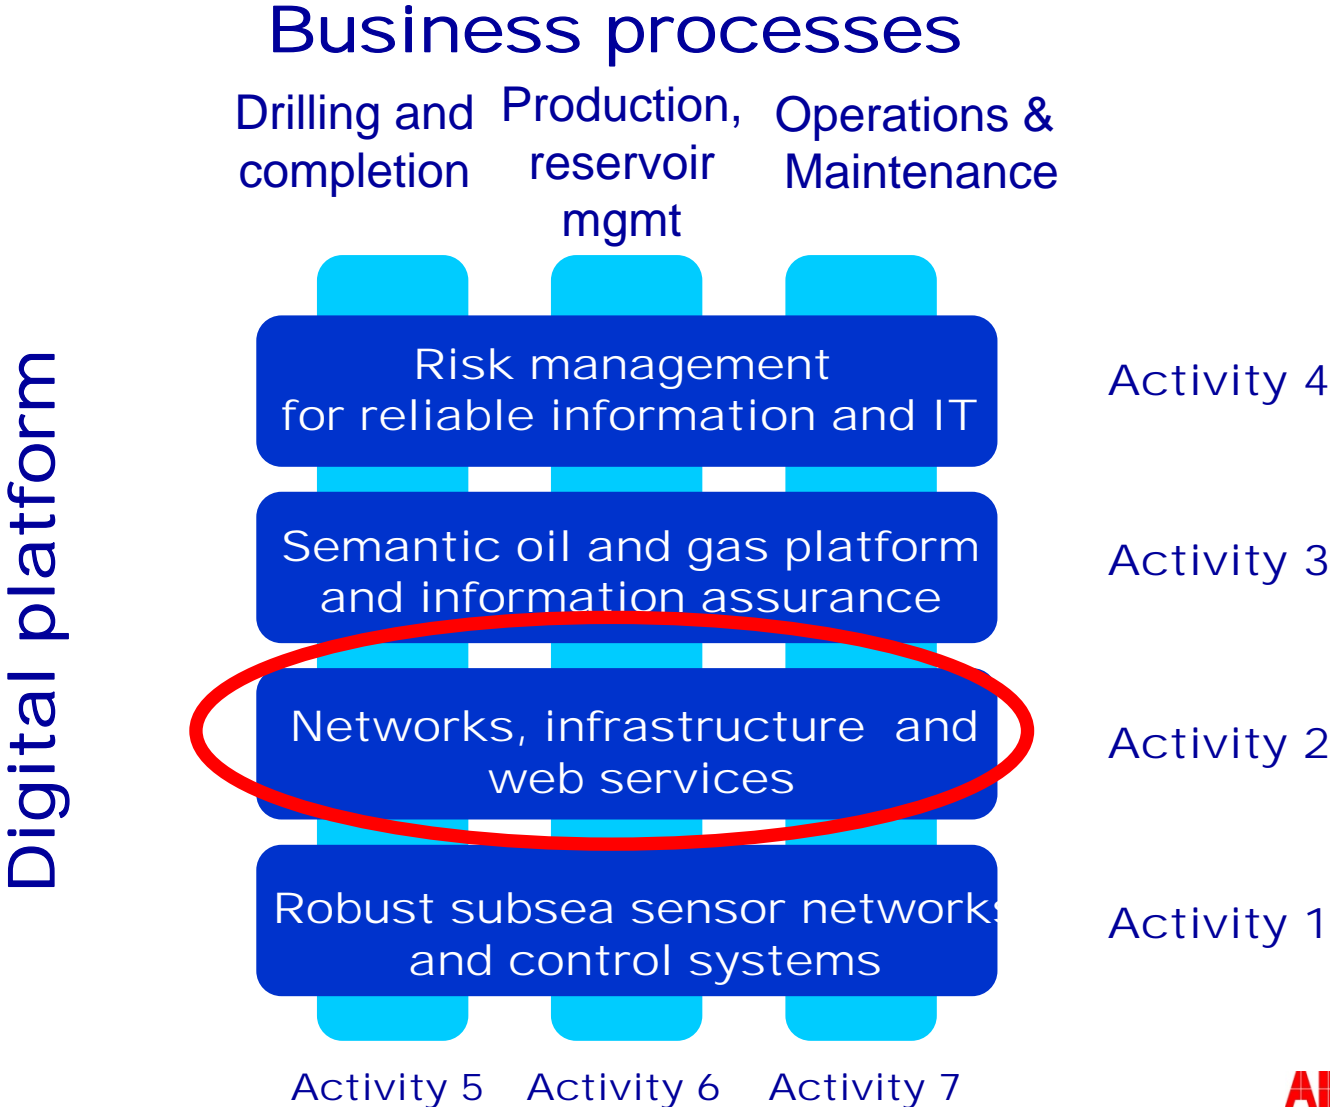 Business processes
Drilling and
completion
Production,
reservoir
mgmt
Operations &
Maintenance
Digital platform
Risk management
for reliable information and IT
Activity 4
Semantic oil and gas platform
and information assurance
Activity 3
Networks, infrastructure and
web services
Activity 2
Robust subsea sensor networks
and control systems
Activity 1
Activity 5
Activity 6
Activity 7